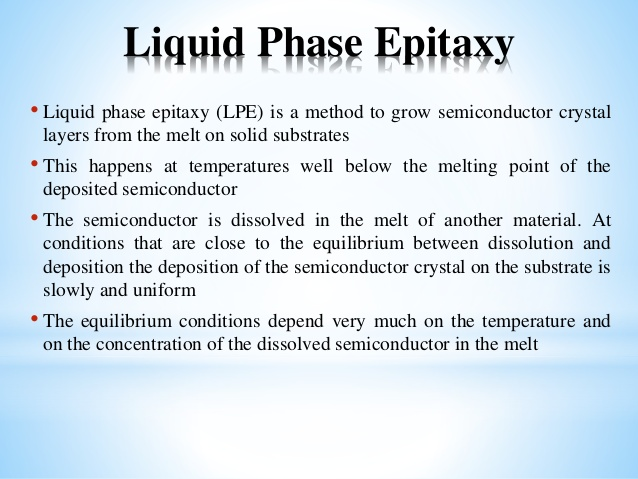 Liquid Phase Epitaxy
• Liquid phase epitaxy (LPE) is a method to grow semiconductor crystal
layers from the melt on solid substrates
• This happens at temperatures well below the melting point of the
deposited semiconductor
• The semiconductor is dissolved in the melt of another material. At
conditions that are close to the equilibrium between dissolution and
deposition the deposition of the semiconductor crystal on the substrate is
slowly and uniform
• The equilibrium conditions depend very much on the temperature and
on the concentration of the dissolved semiconductor in the melt